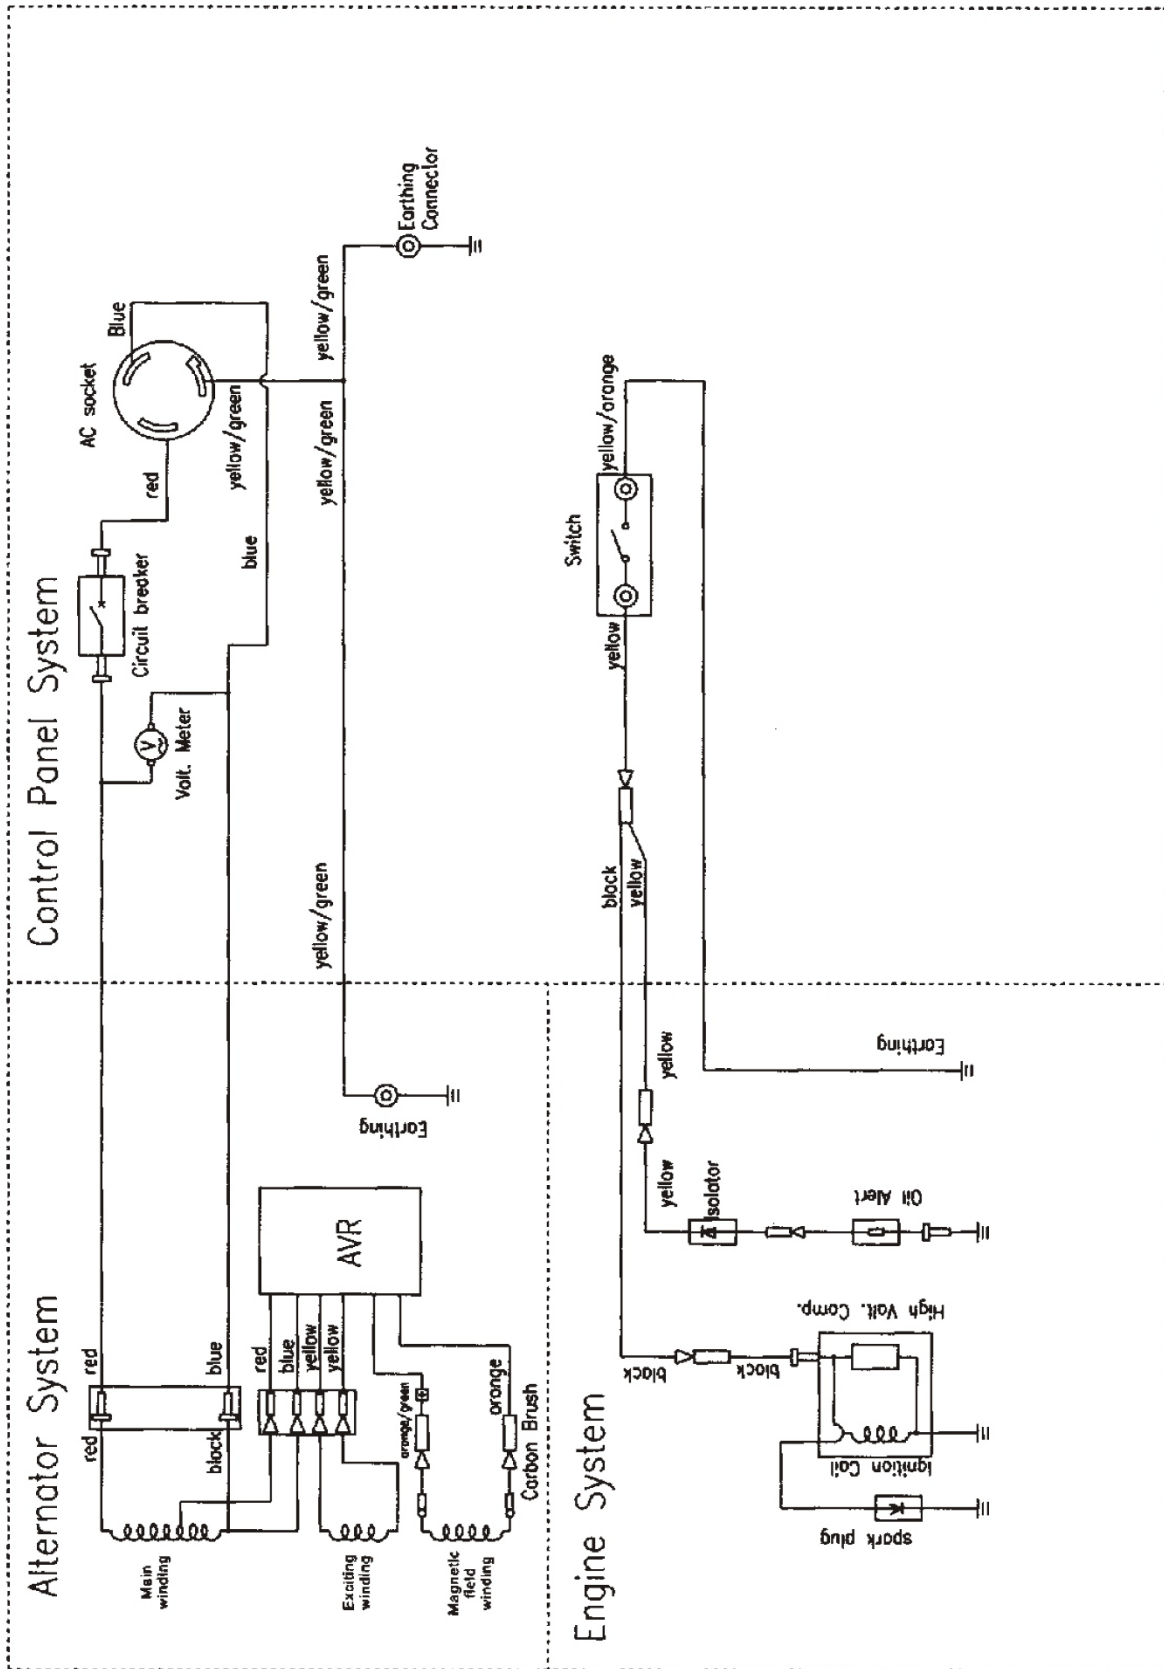 Alternator System
Control Panel System
Engine System
Main
winding
red
red
black
blue
Exciting
winding
red
blue
yellow
yellow
AVR
Magnetic
field
winding
orange/green
orange
Carbon Brush
Earthing
yellow/green
Volt. Meter
V
Circuit breaker
red
AC socket
Blue
blue
yellow/green
yellow/green
yellow/green
Earthing
Connector
Switch
yellow
yellow/orange
black
yellow
yellow
yellow
Isolator
Oil Alert
Earthing
black
black
High Volt. Comp.
Ignition Coil
spark plug